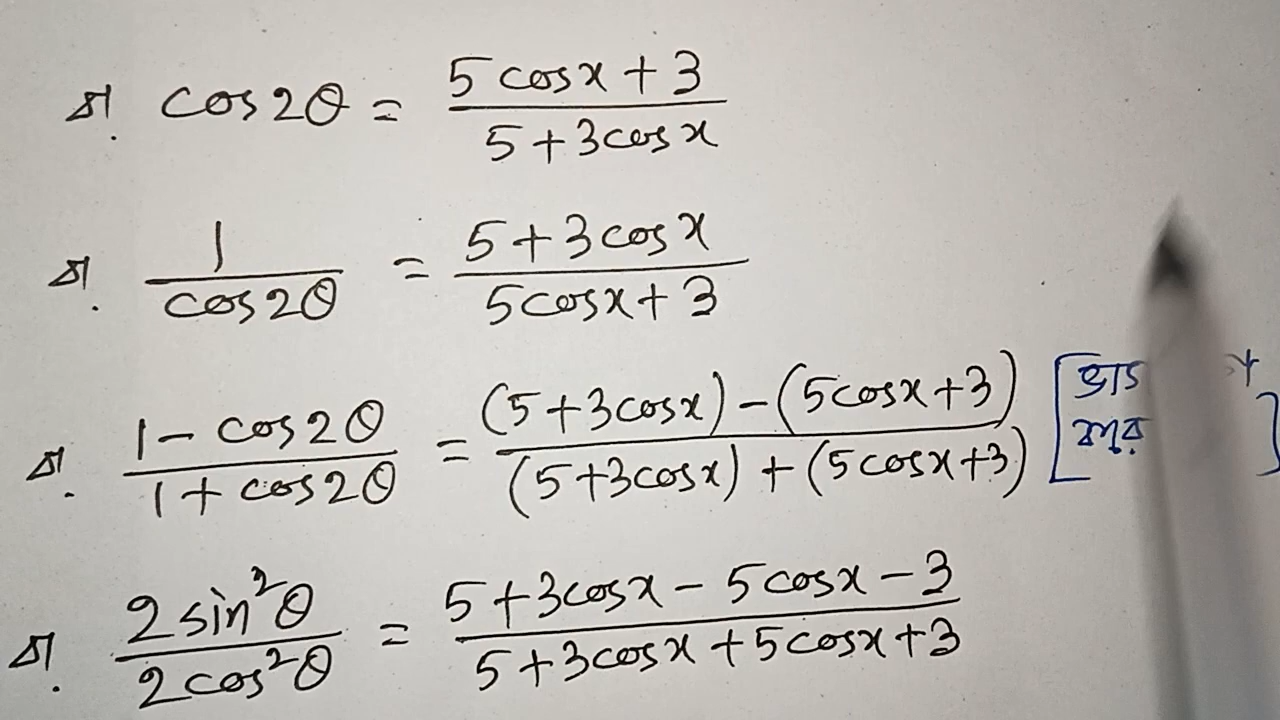 বা. cos2θ = (5cosx+3)/(5+3cosx)
বা. 1/cos2θ = (5+3cosx)/(5cosx+3)
বা. (1-cos2θ)/(1+cos2θ) = ((5+3cosx)-(5cosx+3))/((5+3cosx)+(5cosx+3))
বা. 2sin²θ/2cos²θ = (5+3cosx-5cosx-3)/(5+3cosx+5cosx+3)